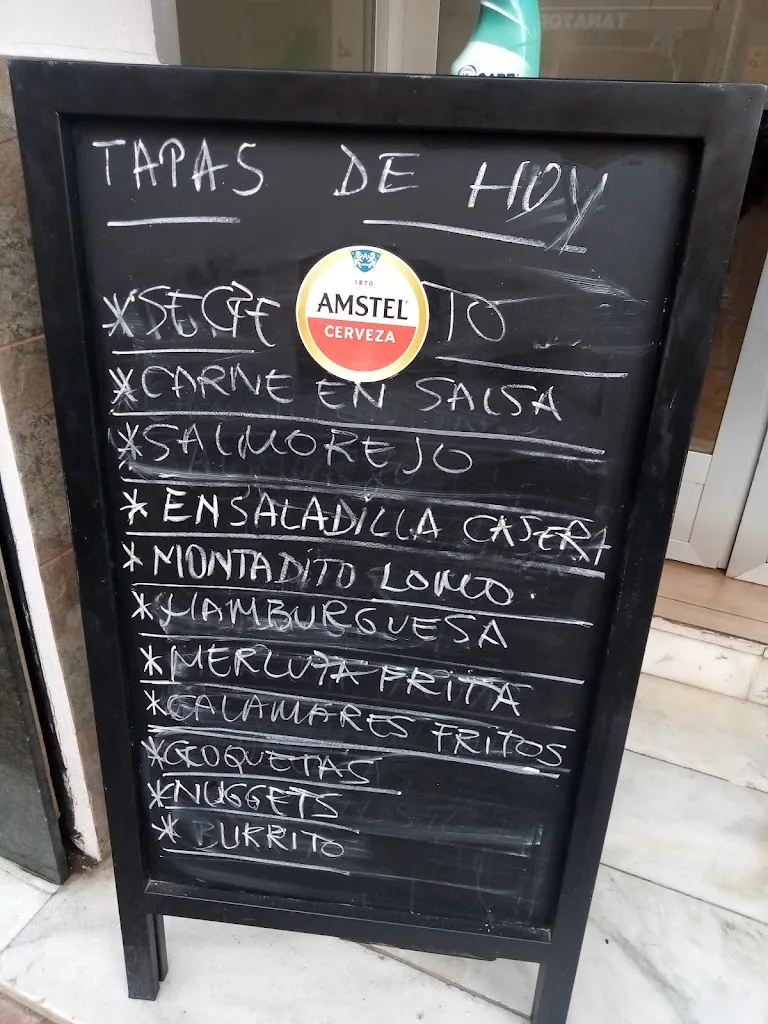 TAPAS DE HOY
1870
AMSTEL
CERVEZA
* TO
*CARNE EN SALSA
*SALMOREJO
*ENSALADILLA CASERA
*MONTADITO LOMO.
*HAMBURGUESA
*MERLUZA FRITA
*CALAMARES FRITOS
*CROQUETAS
*NUGGETS
*BURRITO